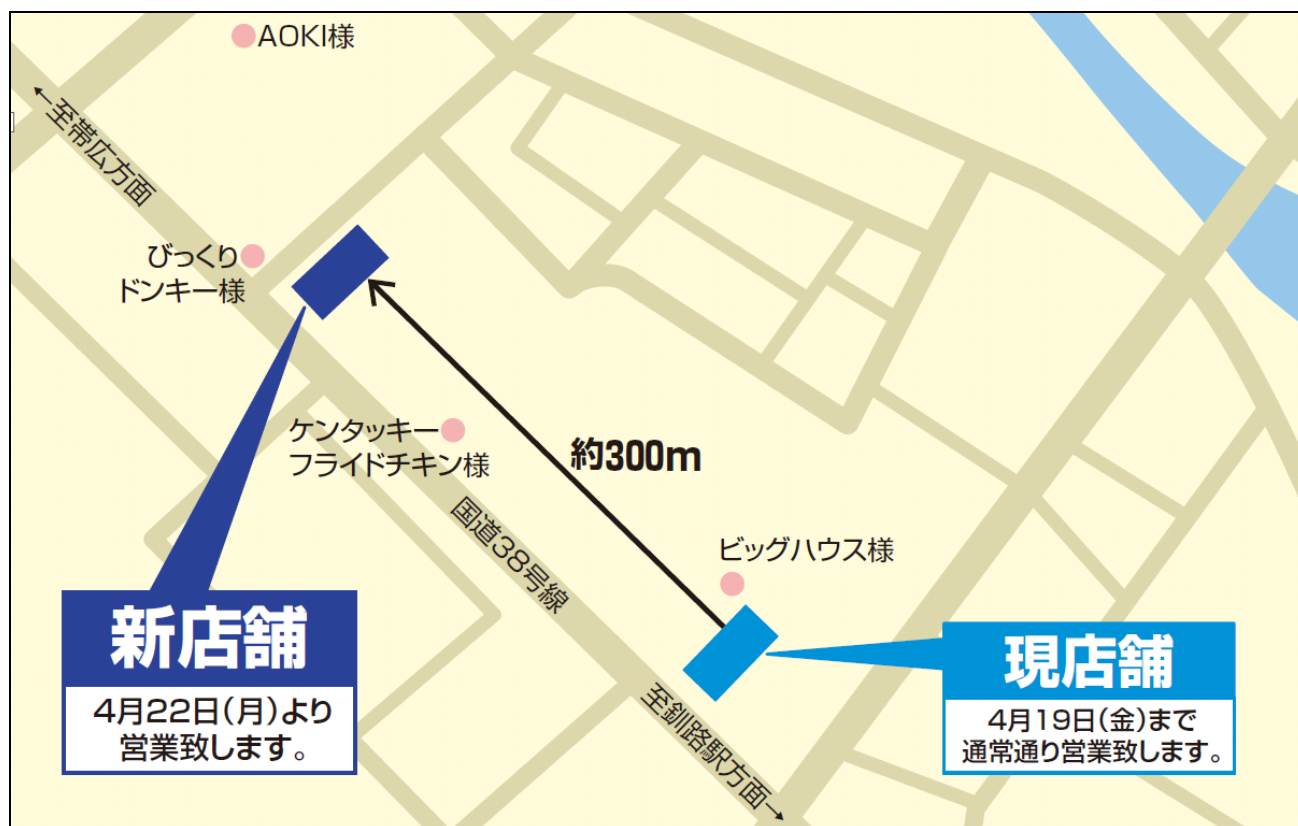 AOKI様
←至帯広方面
びっくり
ドンキー様
ケンタッキー
フライドチキン様
約300m
国道38号線
ビッグハウス様
新店舗
4月22日(月)より
営業致します。
現店舗
4月19日(金)まで
通常通り営業致します。
至釧路駅方面→